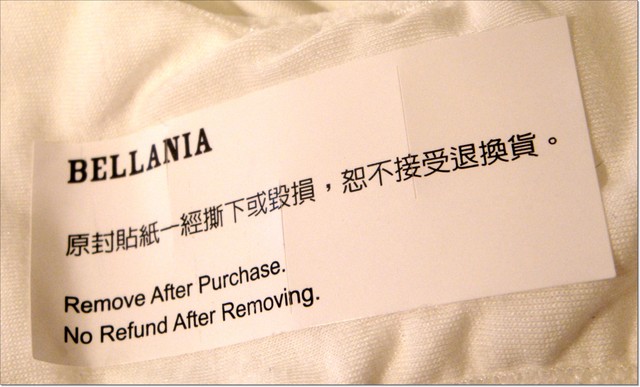 BELLANIA
原封貼紙一經撕下或毀損，恕不接受退換貨。
Remove After Purchase.
No Refund After Removing.